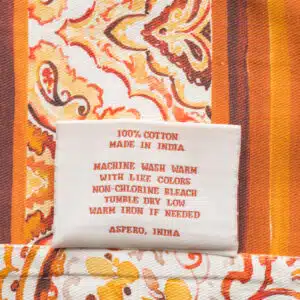 100% COTTON
MADE IN INDIA
MACHINE WASH WARM
WITH LIKE COLORS
NON-CHLORINE BLEACH
TUMBLE DRY LOW
WARM IRON IF NEEDED
ASPERO, INDIA